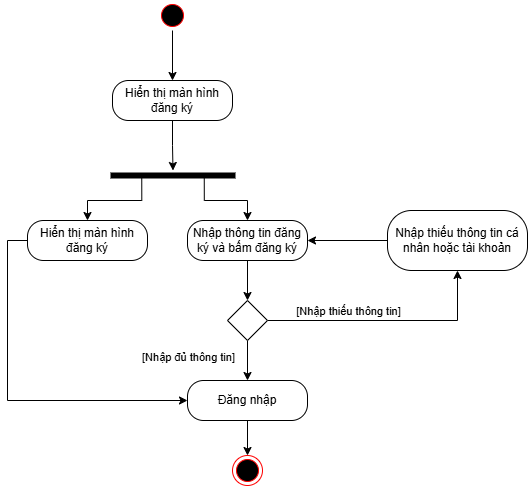 Hiển thị màn hình
đăng ký
Hiển thị màn hình
đăng ký
Nhập thông tin đăng
ký và bấm đăng ký
Nhập thiếu thông tin cá
nhân hoặc tài khoản
[Nhập thiếu thông tin]
[Nhập đủ thông tin]
Đăng nhập